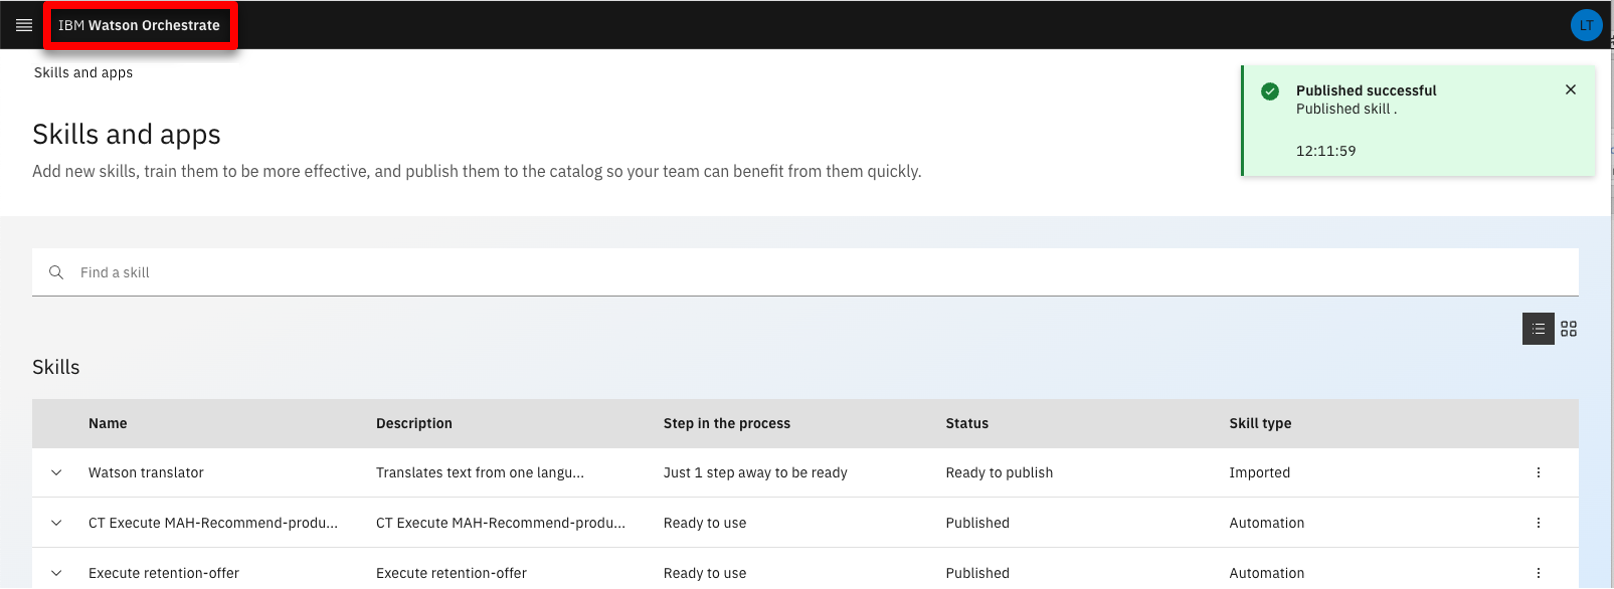 IBM Watson Orchestrate
LT
Skills and apps
Published successful
Published skill .
12:11:59
Skills and apps
Add new skills, train them to be more effective, and publish them to the catalog so your team can benefit from them quickly.
Find a skill
Skills
Name Description Step in the process Status Skill type
Watson translator Translates text from one langu... Just 1 step away to be ready Ready to publish Imported
CT Execute MAH-Recommend-produ... CT Execute MAH-Recommend-produ... Ready to use Published Automation
Execute retention-offer Execute retention-offer Ready to use Published Automation